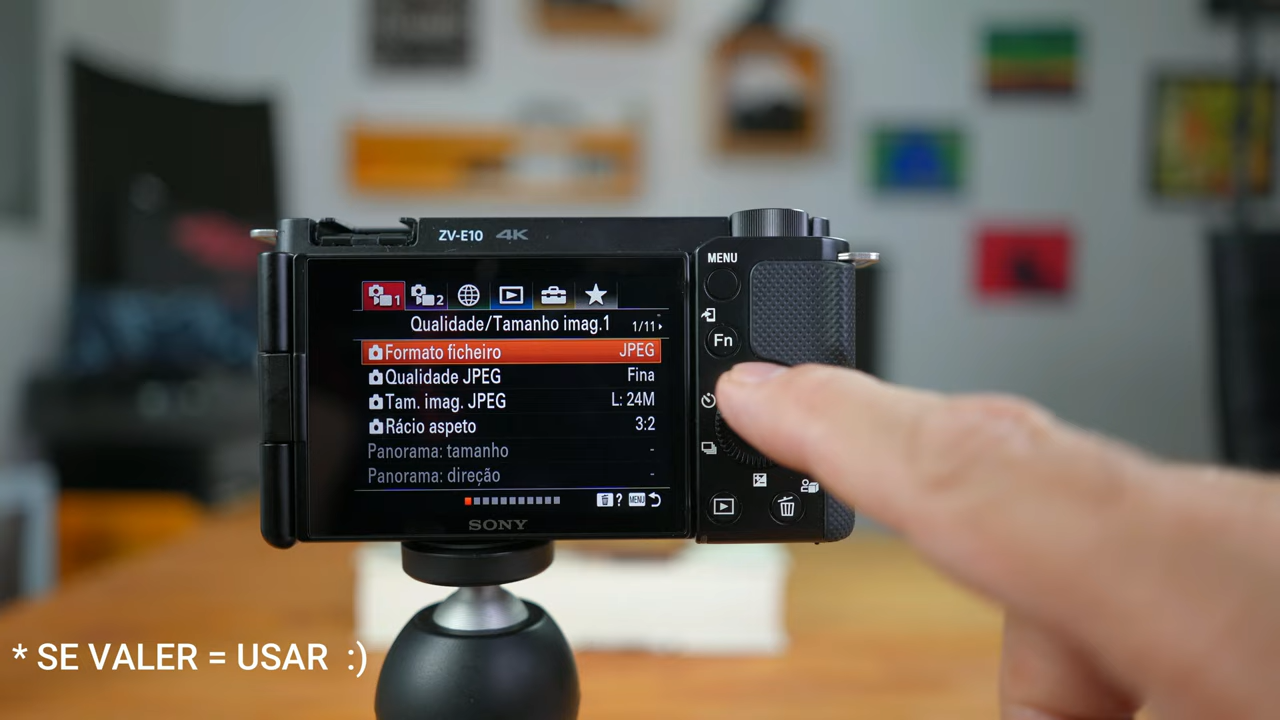 ZV-E10 4K
MENU
1
2
Qualidade/Tamanho imag.1 1/11
Formato ficheiro JPEG
Qualidade JPEG Fina
Tam. imag. JPEG L: 24M
Rácio aspeto 3:2
Panorama: tamanho -
Panorama: direção -
? MENU
SONY
Fn
* SE VALER = USAR :)